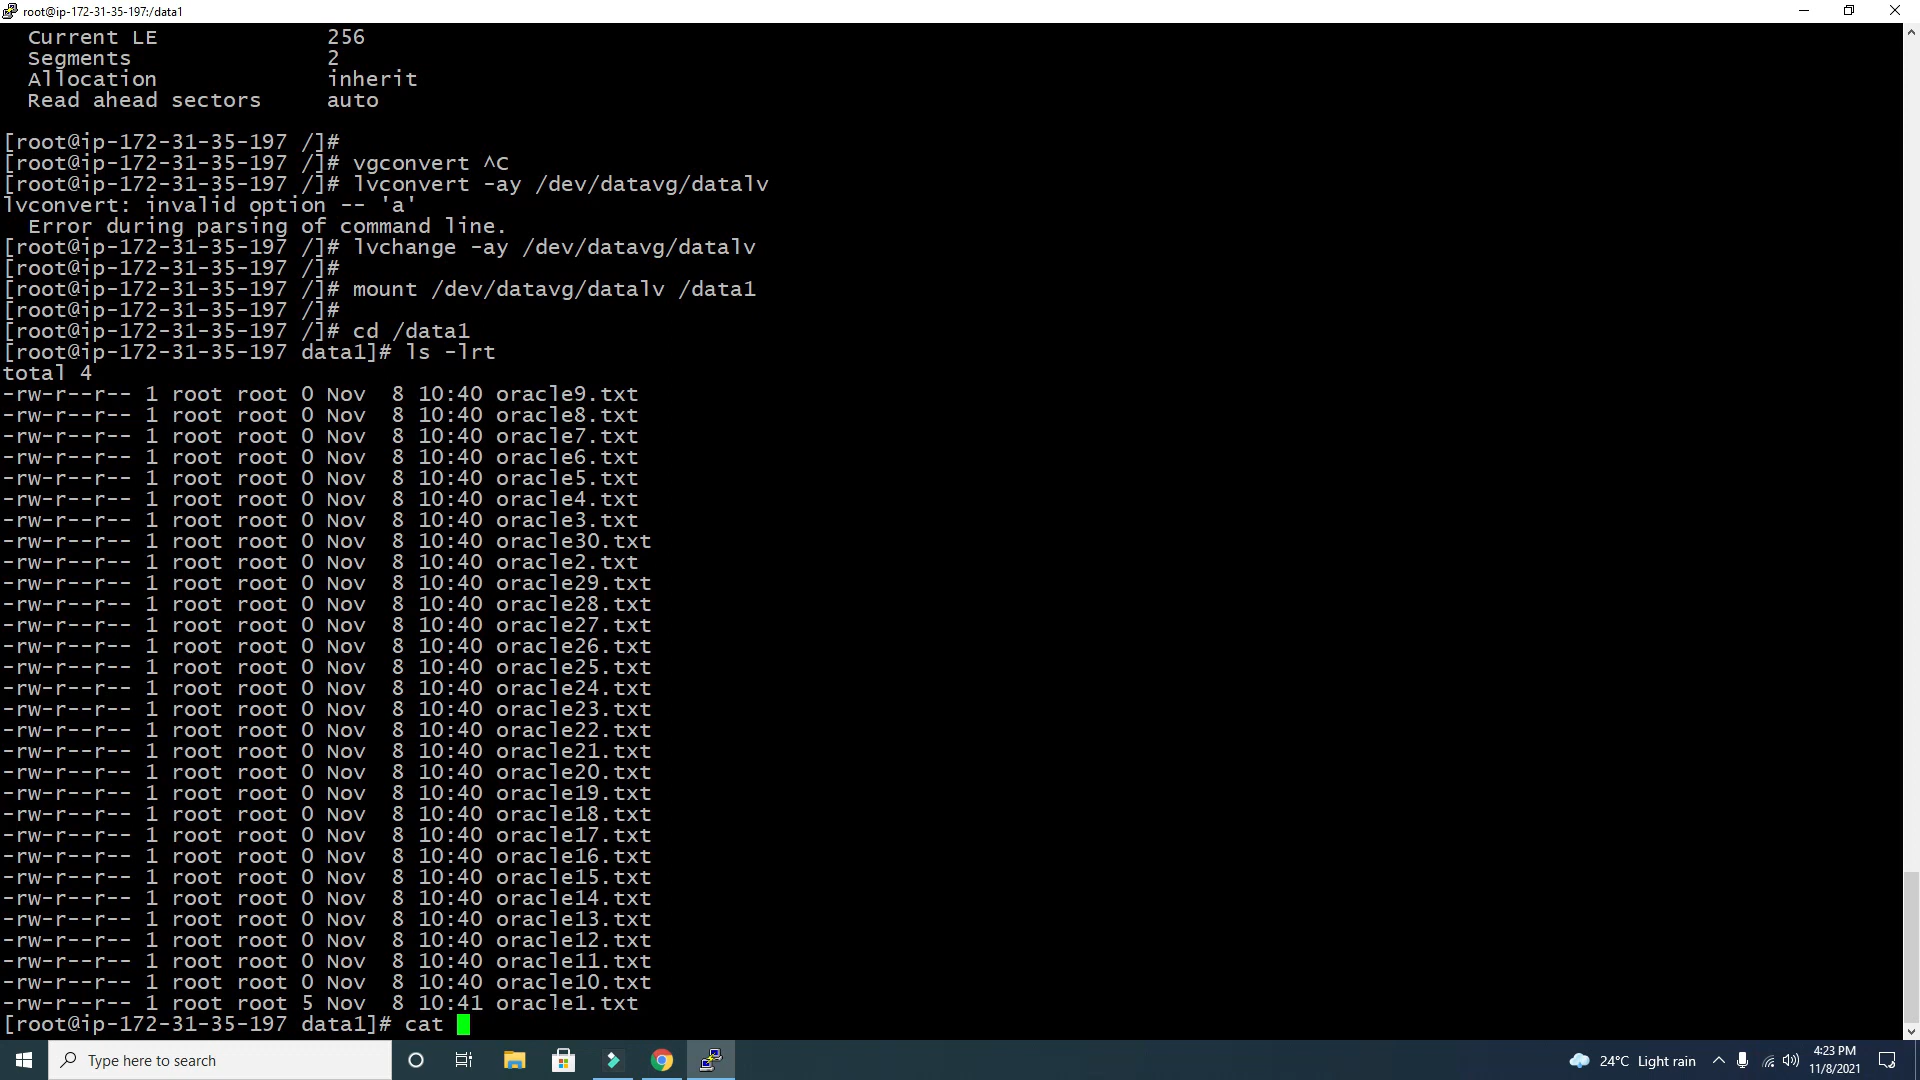 root@ip-172-31-35-197:/data1
Current LE 256
Segments 2
Allocation inherit
Read ahead sectors auto
[root@ip-172-31-35-197 /]#
[root@ip-172-31-35-197 /]# vgconvert ^C
[root@ip-172-31-35-197 /]# lvconvert -ay /dev/datavg/datalv
lvconvert: invalid option -- 'a'
Error during parsing of command line.
[root@ip-172-31-35-197 /]# lvchange -ay /dev/datavg/datalv
[root@ip-172-31-35-197 /]#
[root@ip-172-31-35-197 /]# mount /dev/datavg/datalv /data1
[root@ip-172-31-35-197 /]#
[root@ip-172-31-35-197 /]# cd /data1
[root@ip-172-31-35-197 data1]# ls -lrt
total 4
-rw-r--r-- 1 root root 0 Nov  8 10:40 oracle9.txt
-rw-r--r-- 1 root root 0 Nov  8 10:40 oracle8.txt
-rw-r--r-- 1 root root 0 Nov  8 10:40 oracle7.txt
-rw-r--r-- 1 root root 0 Nov  8 10:40 oracle6.txt
-rw-r--r-- 1 root root 0 Nov  8 10:40 oracle5.txt
-rw-r--r-- 1 root root 0 Nov  8 10:40 oracle4.txt
-rw-r--r-- 1 root root 0 Nov  8 10:40 oracle3.txt
-rw-r--r-- 1 root root 0 Nov  8 10:40 oracle30.txt
-rw-r--r-- 1 root root 0 Nov  8 10:40 oracle2.txt
-rw-r--r-- 1 root root 0 Nov  8 10:40 oracle29.txt
-rw-r--r-- 1 root root 0 Nov  8 10:40 oracle28.txt
-rw-r--r-- 1 root root 0 Nov  8 10:40 oracle27.txt
-rw-r--r-- 1 root root 0 Nov  8 10:40 oracle26.txt
-rw-r--r-- 1 root root 0 Nov  8 10:40 oracle25.txt
-rw-r--r-- 1 root root 0 Nov  8 10:40 oracle24.txt
-rw-r--r-- 1 root root 0 Nov  8 10:40 oracle23.txt
-rw-r--r-- 1 root root 0 Nov  8 10:40 oracle22.txt
-rw-r--r-- 1 root root 0 Nov  8 10:40 oracle21.txt
-rw-r--r-- 1 root root 0 Nov  8 10:40 oracle20.txt
-rw-r--r-- 1 root root 0 Nov  8 10:40 oracle19.txt
-rw-r--r-- 1 root root 0 Nov  8 10:40 oracle18.txt
-rw-r--r-- 1 root root 0 Nov  8 10:40 oracle17.txt
-rw-r--r-- 1 root root 0 Nov  8 10:40 oracle16.txt
-rw-r--r-- 1 root root 0 Nov  8 10:40 oracle15.txt
-rw-r--r-- 1 root root 0 Nov  8 10:40 oracle14.txt
-rw-r--r-- 1 root root 0 Nov  8 10:40 oracle13.txt
-rw-r--r-- 1 root root 0 Nov  8 10:40 oracle12.txt
-rw-r--r-- 1 root root 0 Nov  8 10:40 oracle11.txt
-rw-r--r-- 1 root root 0 Nov  8 10:40 oracle10.txt
-rw-r--r-- 1 root root 5 Nov  8 10:41 oracle1.txt
[root@ip-172-31-35-197 data1]# cat
Type here to search
24°C Light rain
4:23 PM
11/8/2021